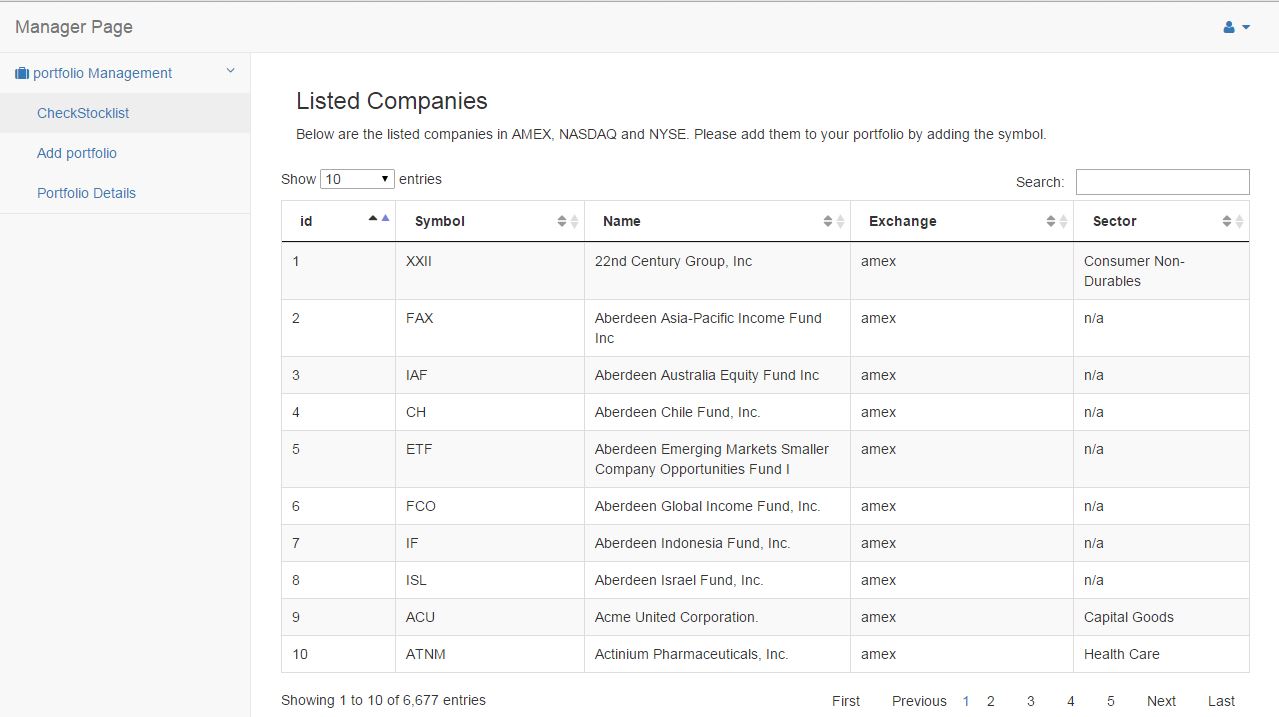 Manager Page
portfolio Management
CheckStocklist
Add portfolio
Portfolio Details
Listed Companies
Below are the listed companies in AMEX, NASDAQ and NYSE. Please add them to your portfolio by adding the symbol.
Show 10 entries
Search:
id Symbol Name Exchange Sector
1 XXII 22nd Century Group, Inc amex Consumer Non-
Durables
2 FAX Aberdeen Asia-Pacific Income Fund amex n/a
Inc
3 IAF Aberdeen Australia Equity Fund Inc amex n/a
4 CH Aberdeen Chile Fund, Inc. amex n/a
5 ETF Aberdeen Emerging Markets Smaller amex n/a
Company Opportunities Fund I
6 FCO Aberdeen Global Income Fund, Inc. amex n/a
7 IF Aberdeen Indonesia Fund, Inc. amex n/a
8 ISL Aberdeen Israel Fund, Inc. amex n/a
9 ACU Acme United Corporation. amex Capital Goods
10 ATNM Actinium Pharmaceuticals, Inc. amex Health Care
Showing 1 to 10 of 6,677 entries
First Previous 1 2 3 4 5 Next Last